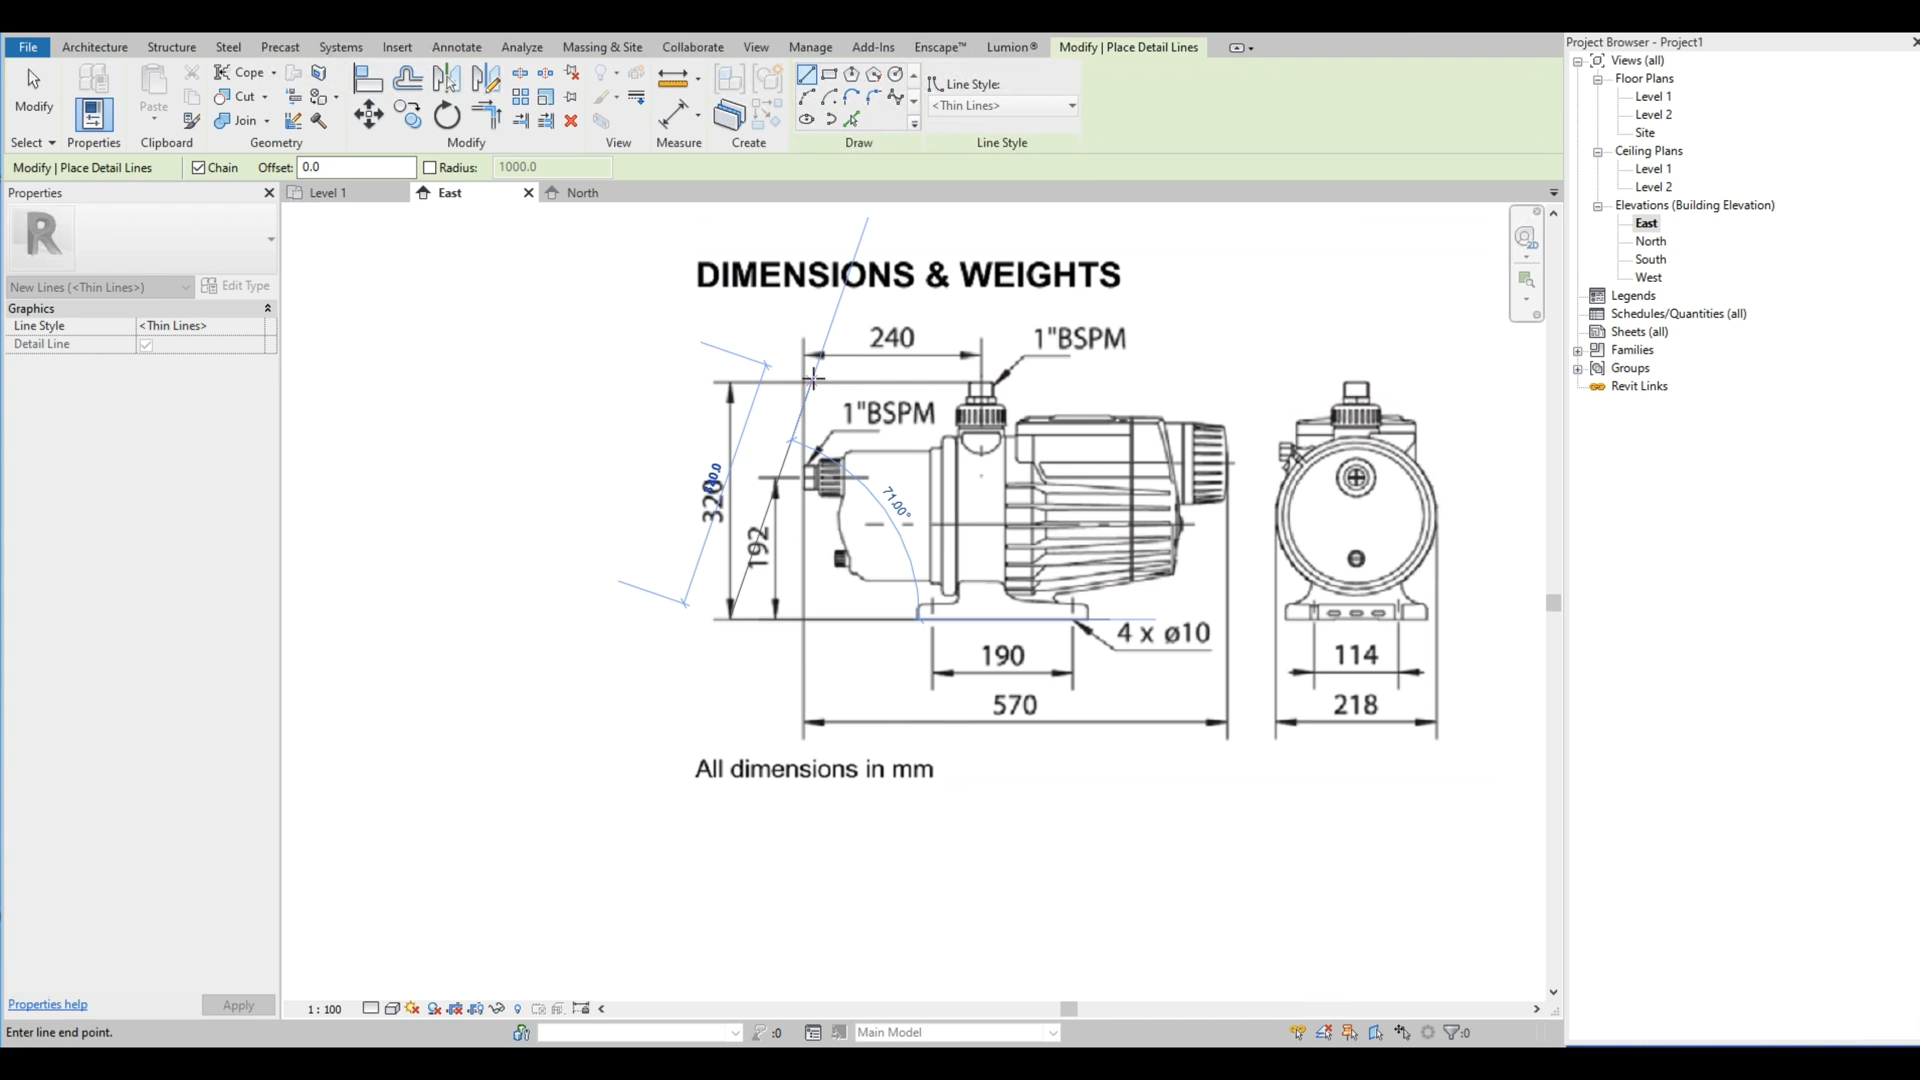 File Architecture Structure Steel Precast Systems Insert Annotate Analyze Massing & Site Collaborate View Manage Add-Ins Enscape™ Lumion® Modify | Place Detail Lines
Modify
Paste
Cope
Cut
Join
Line Style:
<Thin Lines>
Select Properties Clipboard Geometry Modify View Measure Create Draw Line Style
Modify | Place Detail Lines Chain Offset: 0.0 Radius: 1000.0
Properties
Level 1 East North
R
New Lines (<Thin Lines>) Edit Type
Graphics
Line Style <Thin Lines>
Detail Line
DIMENSIONS & WEIGHTS
240
1"BSPM
1"BSPM
320
71.00°
192
4 x ø10
190
570
114
218
All dimensions in mm
Project Browser - Project1
Views (all)
Floor Plans
Level 1
Level 2
Site
Ceiling Plans
Level 1
Level 2
Elevations (Building Elevation)
East
North
South
West
Legends
Schedules/Quantities (all)
Sheets (all)
Families
Groups
Revit Links
2D
Properties help Apply
1 : 100
Enter line end point.
:0
Main Model
:0